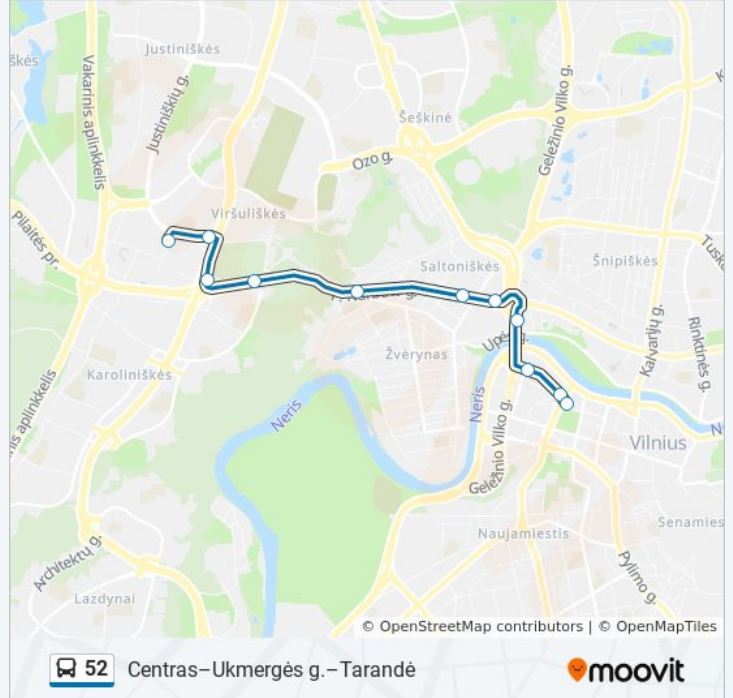 Justiniškės
škės
Vakarinis aplinkkelis
Justiniškių g.
Šeškinė
Geležinio Vilko g.
Ozo g.
Viršuliškės
Pilaitės pr.
Saltoniškės
Šnipiškės
Žvėrynas
Upės g.
Kalvarijų g.
Rinktinės g.
Karoliniškės
Neris
Neris
Vilnius
Geležinio Vilko g.
Naujamiestis
Senamies
Architektų g.
Pylimo g.
Lazdynai
© OpenStreetMap contributors | © OpenMapTiles
52 Centras–Ukmergės g.–Tarandė
moovit